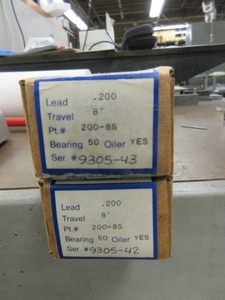 Lead .200
Travel 8"
Pt.# 200-8S
Bearing 50 Oiler YES
Ser. #9305-43
Lead .200
Travel 8"
Pt.# 200-8S
Bearing 50 Oiler YES
Ser. #9305-42